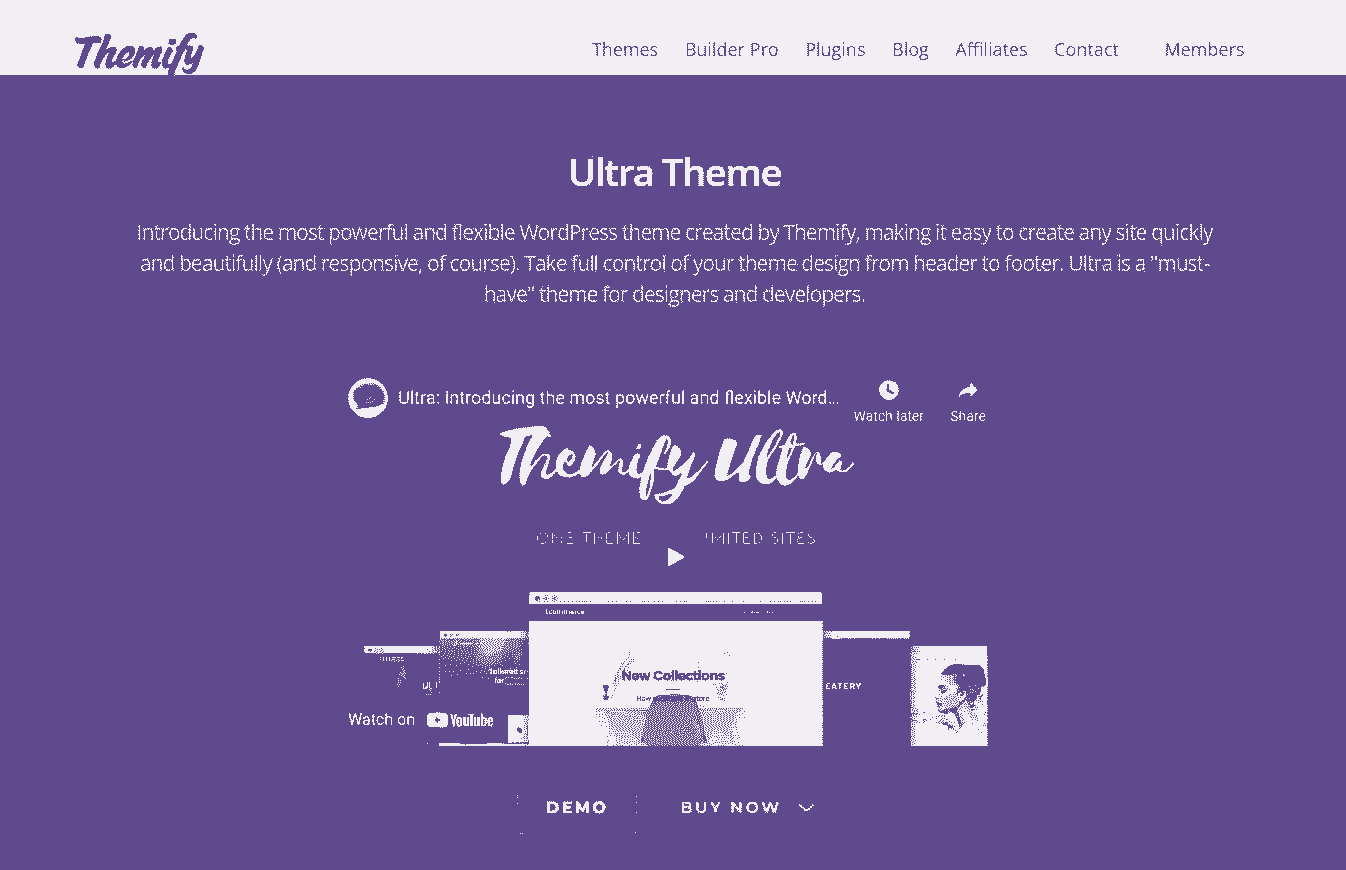 Themify
Themes Builder Pro Plugins Blog Affiliates Contact Members
Ultra Theme
Introducing the most powerful and flexible WordPress theme created by Themify, making it easy to create any site quickly
and beautifully (and responsive, of course). Take full control of your theme design from header to footer. Ultra is a "must-
have" theme for designers and developers.
Ultra: Introducing the most powerful and flexible Word...
Watch later Share
Themify Ultra
ONE THEME IMITED SITES
New Collections
EATERY
Watch on YouTube
DEMO BUY NOW